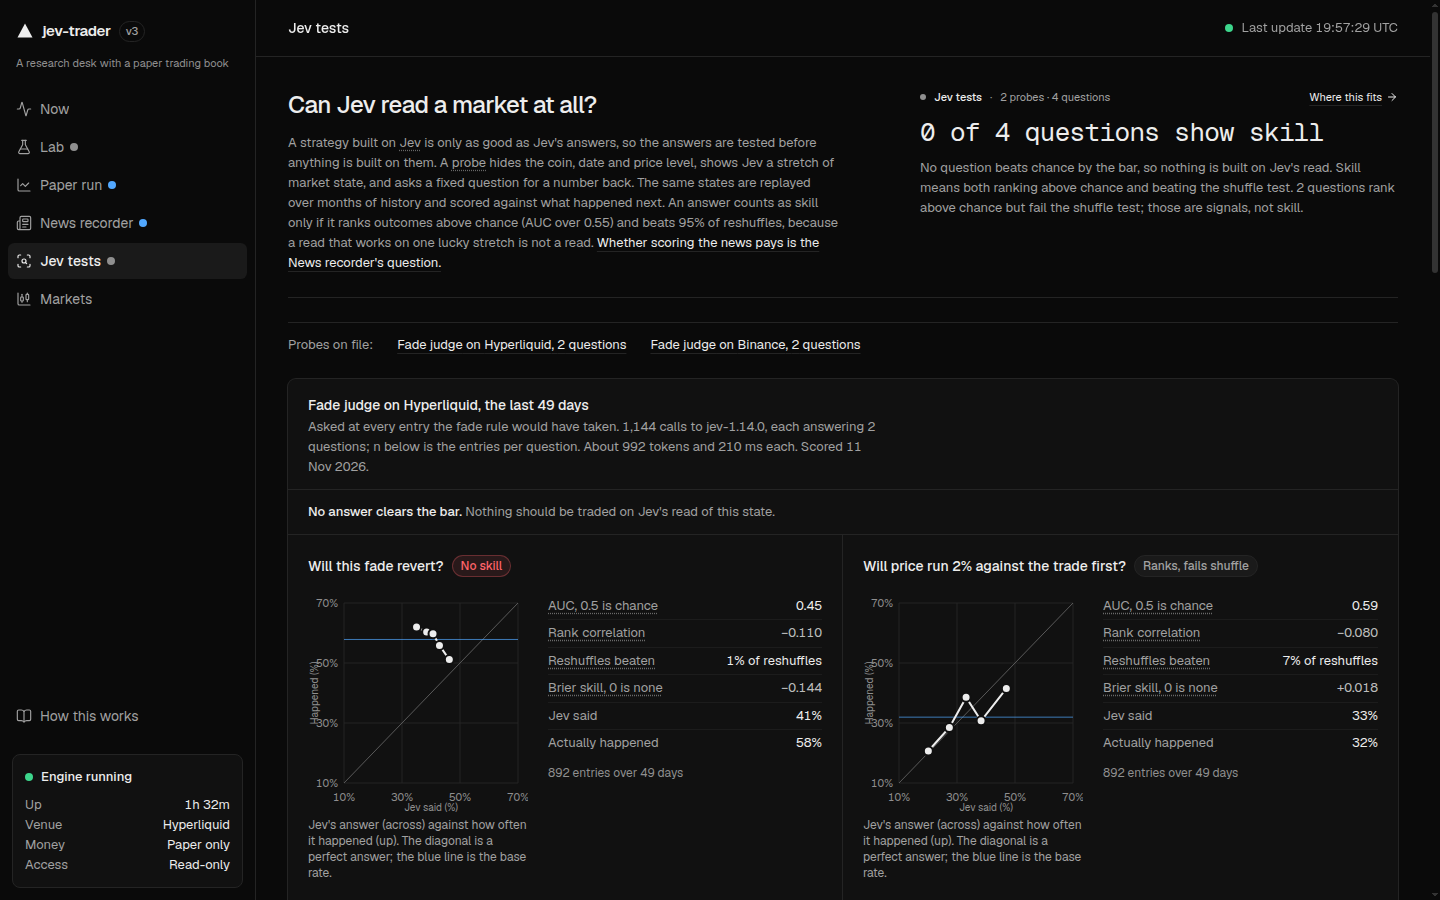 jev-trader v3
A research desk with a paper trading book
Now
Lab
Paper run
News recorder
Jev tests
Markets
How this works
Engine running
Up 1h 32m
Venue Hyperliquid
Money Paper only
Access Read-only
Jev tests
Last update 19:57:29 UTC
Can Jev read a market at all?
A strategy built on Jev is only as good as Jev's answers, so the answers are tested before
anything is built on them. A probe hides the coin, date and price level, shows Jev a stretch of
market state, and asks a fixed question for a number back. The same states are replayed
over months of history and scored against what happened next. An answer counts as skill
only if it ranks outcomes above chance (AUC over 0.55) and beats 95% of reshuffles, because
a read that works on one lucky stretch is not a read. Whether scoring the news pays is the
News recorder's question.
Jev tests · 2 probes · 4 questions
Where this fits →
0 of 4 questions show skill
No question beats chance by the bar, so nothing is built on Jev's read. Skill
means both ranking above chance and beating the shuffle test. 2 questions rank
above chance but fail the shuffle test; those are signals, not skill.
Probes on file: Fade judge on Hyperliquid, 2 questions Fade judge on Binance, 2 questions
Fade judge on Hyperliquid, the last 49 days
Asked at every entry the fade rule would have taken. 1,144 calls to jev-1.14.0, each answering 2
questions; n below is the entries per question. About 992 tokens and 210 ms each. Scored 11
Nov 2026.
No answer clears the bar. Nothing should be traded on Jev's read of this state.
Will this fade revert? No skill
70%
50%
30%
10%
Happened (%)
10% 30% 50% 70%
Jev said (%)
Jev's answer (across) against how often
it happened (up). The diagonal is a
perfect answer; the blue line is the base
rate.
AUC, 0.5 is chance 0.45
Rank correlation −0.110
Reshuffles beaten 1% of reshuffles
Brier skill, 0 is none −0.144
Jev said 41%
Actually happened 58%
892 entries over 49 days
Will price run 2% against the trade first? Ranks, fails shuffle
70%
50%
30%
10%
Happened (%)
10% 30% 50% 70%
Jev said (%)
Jev's answer (across) against how often
it happened (up). The diagonal is a
perfect answer; the blue line is the base
rate.
AUC, 0.5 is chance 0.59
Rank correlation −0.080
Reshuffles beaten 7% of reshuffles
Brier skill, 0 is none +0.018
Jev said 33%
Actually happened 32%
892 entries over 49 days